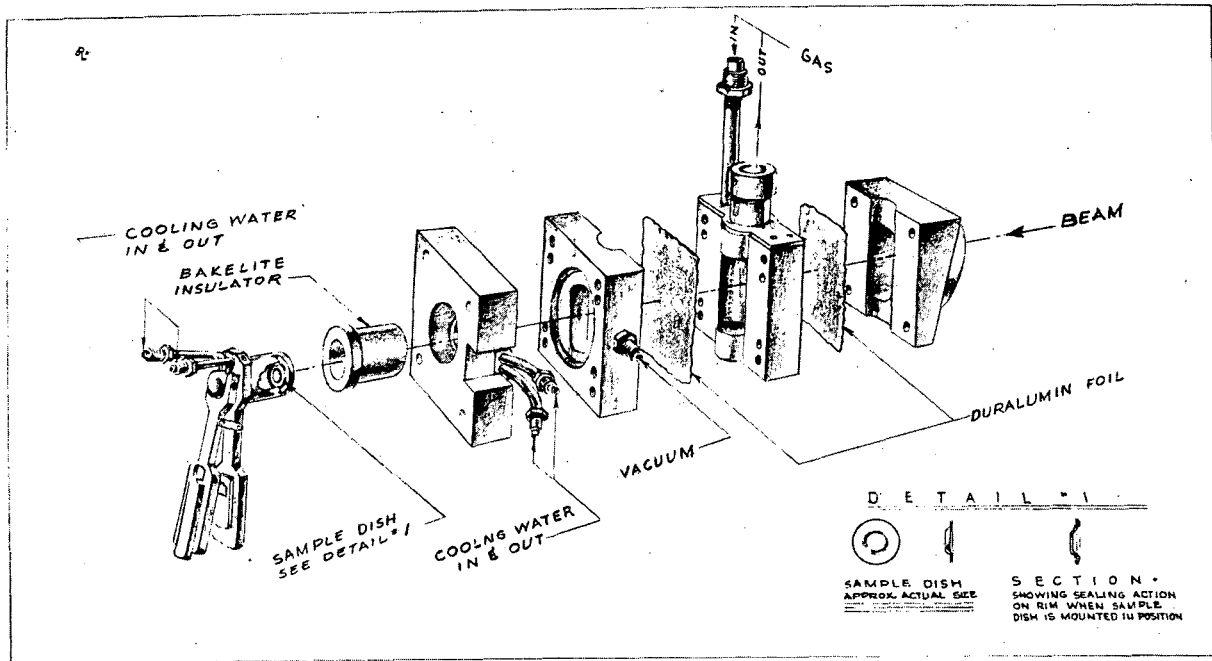 IN
OUT
GAS
BEAM
COOLING WATER
IN & OUT
BAKELITE
INSULATOR
DURALUMIN FOIL
VACUUM
SAMPLE DISH
SEE DETAIL #1
COOLNG WATER
IN & OUT
DETAIL #1
SAMPLE DISH
APPROX. ACTUAL SIZE
SECTION
SHOWING SEALING ACTION
ON RIM WHEN SAMPLE
DISH IS MOUNTED IN POSITION